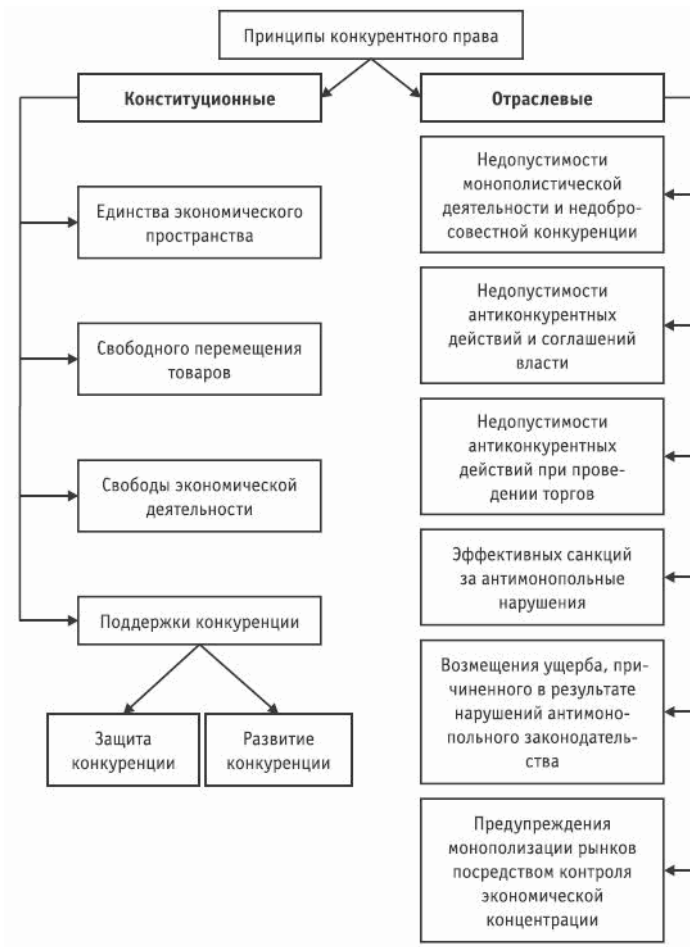 Принципы конкурентного права
Конституционные
Единства экономического
пространства
Свободного перемещения
товаров
Свободы экономической
деятельности
Поддержки конкуренции
Защита
конкуренции
Развитие
конкуренции
Отраслевые
Недопустимости
монополистической
деятельности и недобро-
совестной конкуренции
Недопустимости
антиконкурентных
действий и соглашений
власти
Недопустимости
антиконкурентных
действий при прове-
дении торгов
Эффективных санкций
за антимонопольные
нарушения
Возмещения ущерба, при-
чиненного в результате
нарушений антимоно-
польного законодатель-
ства
Предупреждения
монополизации рынков
посредством контроля
экономической
концентрации